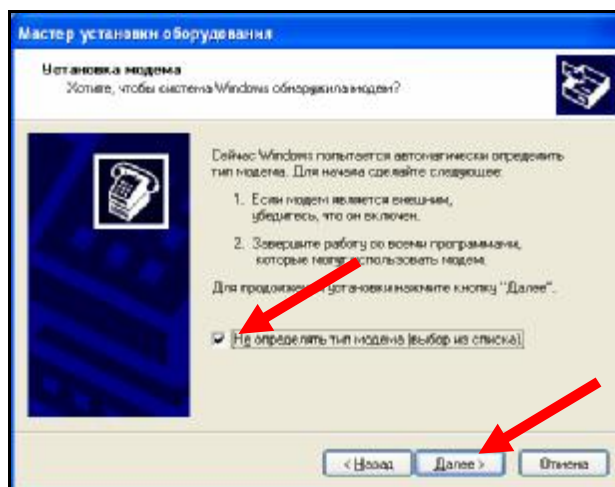 Мастер установки оборудования
Установка модема
Хотите, чтобы система Windows обнаружила модем?
Сейчас Windows попытается автоматически определить
тип модема. Для начала сделайте следующее:
1. Если модем является внешним,
убедитесь, что он включен.
2. Завершите работу со всеми программами,
которые могут использовать модем.
Для продолжения установки нажмите кнопку "Далее".
Не определять тип модема (выбор из списка)
< Назад
Далее >
Отмена